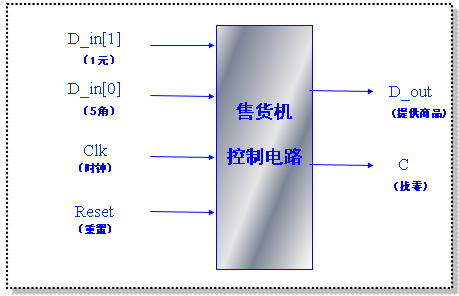 D_in[1]
(1元)
D_in[0]
(5角)
Clk
(时钟)
Reset
(重置)
售货机
控制电路
D_out
(提供商品)
C
(找零)